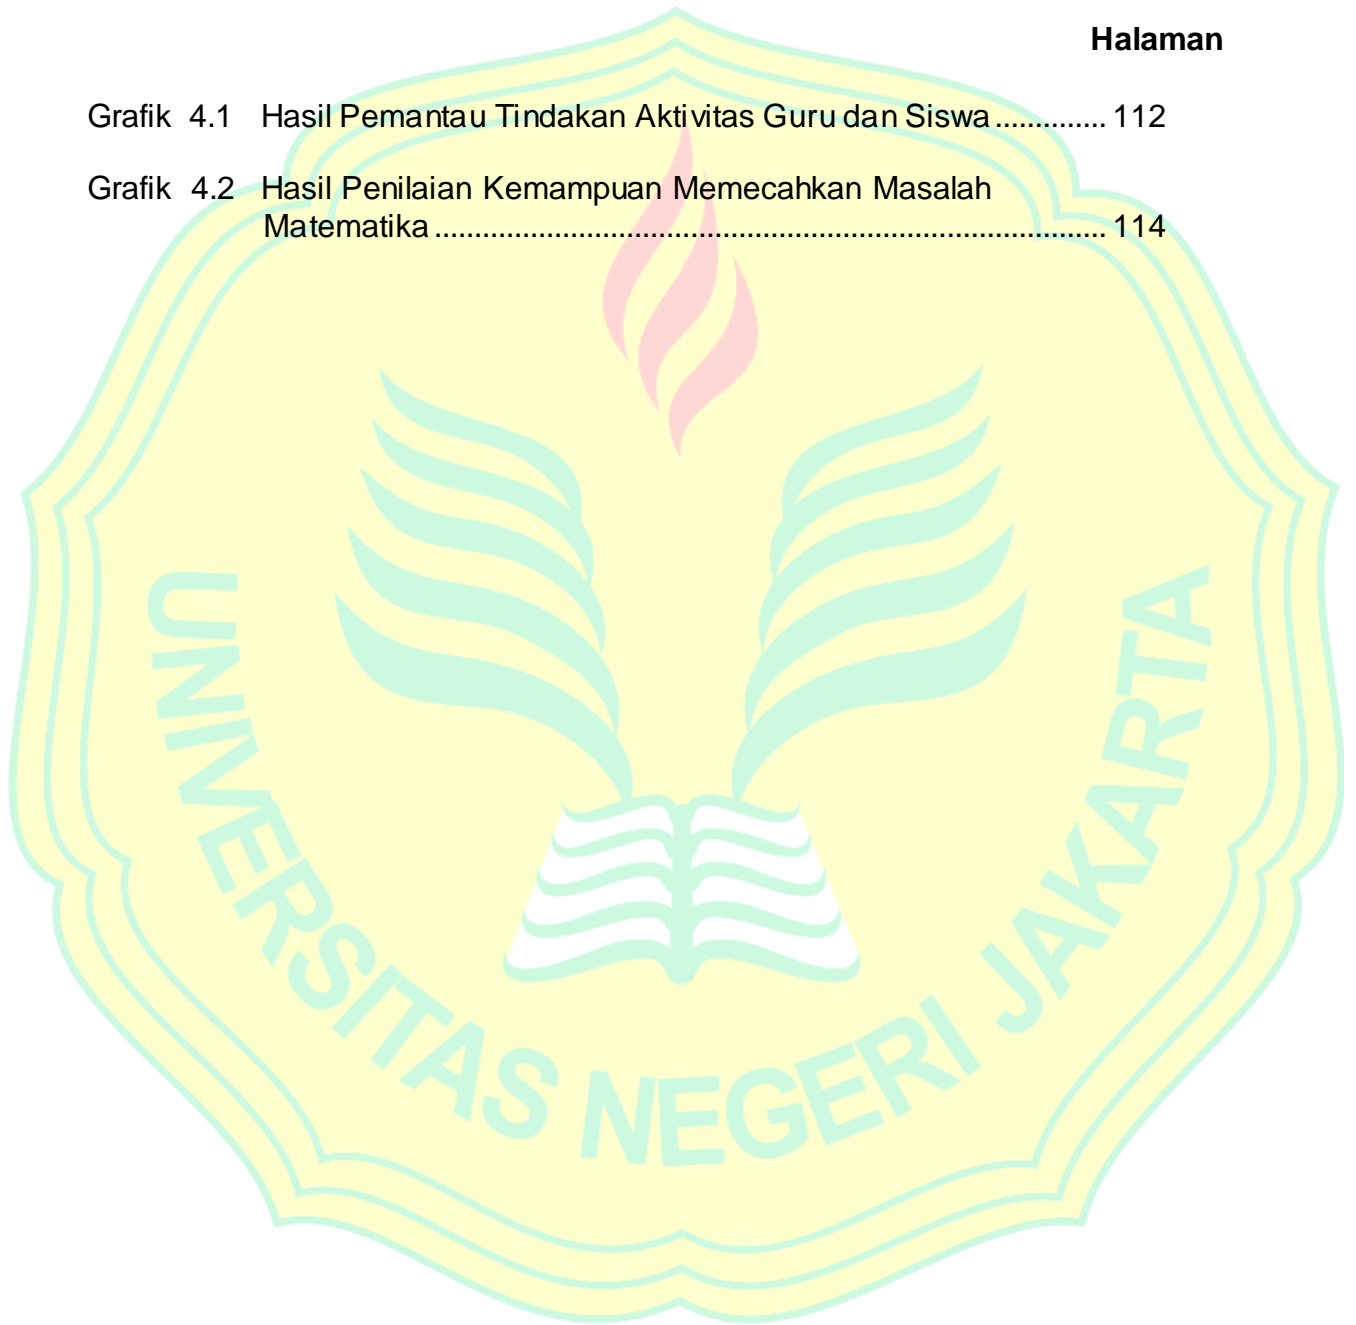 Halaman
Grafik 4.1 Hasil Pemantau Tindakan Aktivitas Guru dan Siswa.............. 112
Grafik 4.2 Hasil Penilaian Kemampuan Memecahkan Masalah
Matematika.................................................................................... 114
UNIVERSITAS NEGERI JAKARTA